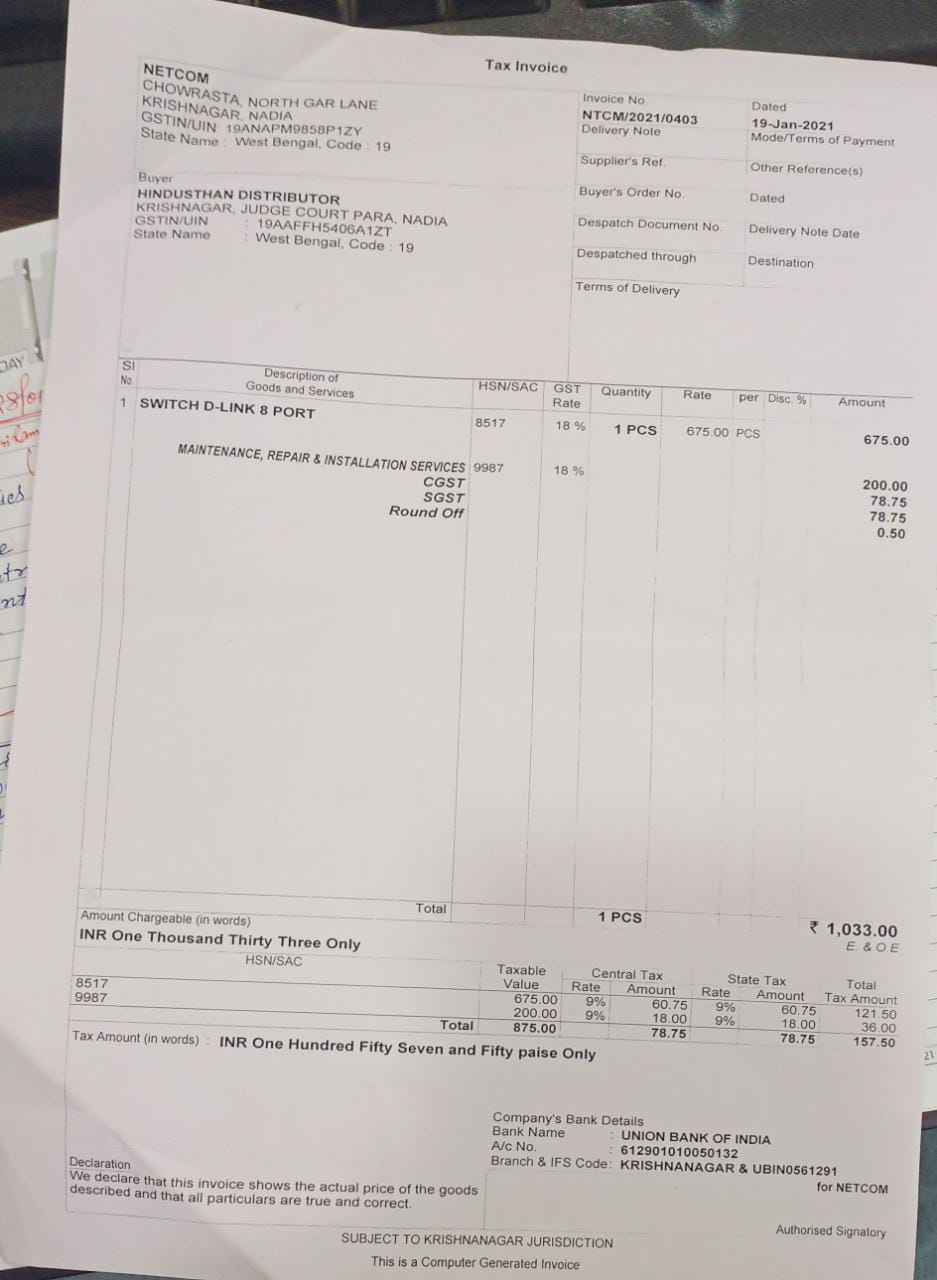 Tax Invoice
NETCOM
CHOWRASTA, NORTH GAR LANE
KRISHNAGAR, NADIA
GSTIN/UIN: 19ANAPM9858P1ZY
State Name : West Bengal, Code : 19
Invoice No.
NTCM/2021/0403
Dated
19-Jan-2021
Delivery Note
Mode/Terms of Payment
Supplier's Ref.
Other Reference(s)
Buyer
HINDUSTHAN DISTRIBUTOR
KRISHNAGAR, JUDGE COURT PARA, NADIA
GSTIN/UIN : 19AAFFH5406A1ZT
State Name : West Bengal, Code : 19
Buyer's Order No.
Dated
Despatch Document No.
Delivery Note Date
Despatched through
Destination
Terms of Delivery
Sl No. Description of Goods and Services HSN/SAC GST Rate Quantity Rate per Disc. % Amount
1 SWITCH D-LINK 8 PORT 8517 18 % 1 PCS 675.00 PCS 675.00
MAINTENANCE, REPAIR & INSTALLATION SERVICES 9987 18 % 200.00
CGST 78.75
SGST 78.75
Round Off 0.50
Total 1 PCS ₹ 1,033.00
Amount Chargeable (in words) E. & O E
INR One Thousand Thirty Three Only
HSN/SAC Taxable Value Central Tax Rate Amount State Tax Rate Amount Total Tax Amount
8517 675.00 9% 60.75 9% 60.75 121.50
9987 200.00 9% 18.00 9% 18.00 36.00
Total 875.00 78.75 78.75 157.50
Tax Amount (in words) : INR One Hundred Fifty Seven and Fifty paise Only
Company's Bank Details
Bank Name : UNION BANK OF INDIA
A/c No. : 612901010050132
Branch & IFS Code : KRISHNANAGAR & UBIN0561291
Declaration
We declare that this invoice shows the actual price of the goods
described and that all particulars are true and correct.
for NETCOM
Authorised Signatory
SUBJECT TO KRISHNANAGAR JURISDICTION
This is a Computer Generated Invoice
DAY
21